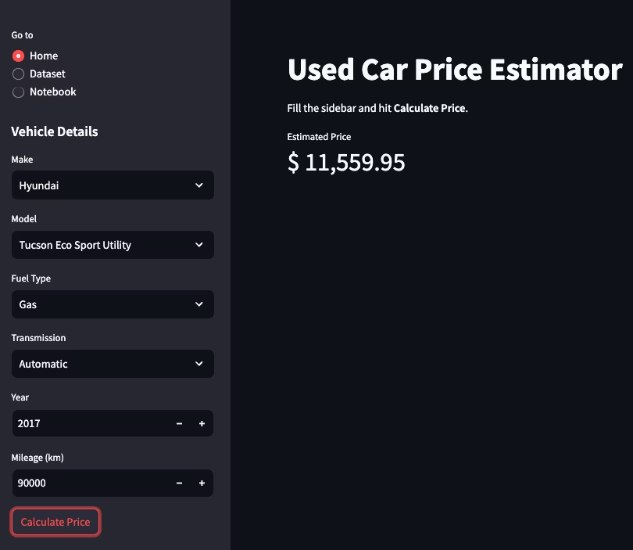 Go to
Home
Dataset
Notebook
Vehicle Details
Make
Hyundai
Model
Tucson Eco Sport Utility
Fuel Type
Gas
Transmission
Automatic
Year
2017
Mileage (km)
90000
Calculate Price
Used Car Price Estimator
Fill the sidebar and hit Calculate Price.
Estimated Price
$ 11,559.95